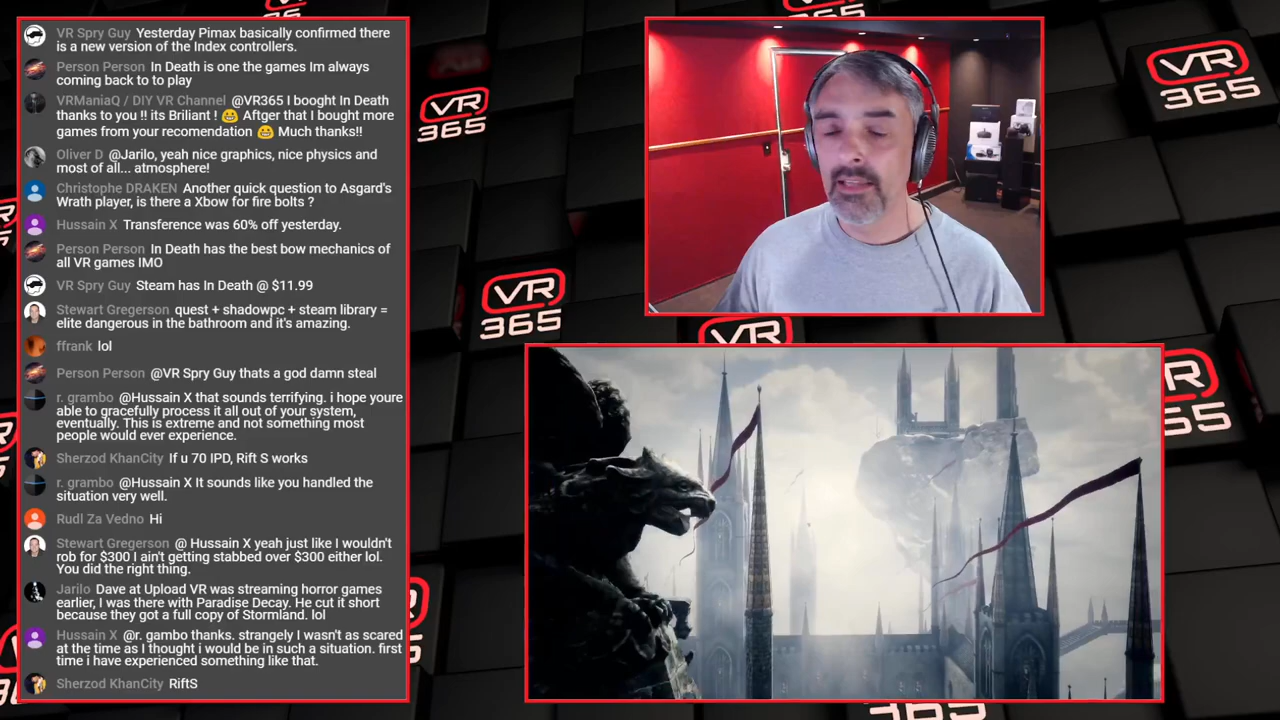 VR Spry Guy Yesterday Pimax basically confirmed there
is a new version of the Index controllers.
Person Person In Death is one the games Im always
coming back to to play
VRManiaQ / DIY VR Channel @VR365 I booght In Death
thanks to you !! its Briliant ! 😀 Aftger that I bought more
games from your recomendation 😀 Much thanks!!
Oliver D @Jarilo, yeah nice graphics, nice physics and
most of all... atmosphere!
Christophe DRAKEN Another quick question to Asgard's
Wrath player, is there a Xbow for fire bolts ?
Hussain X Transference was 60% off yesterday.
Person Person In Death has the best bow mechanics of
all VR games IMO
VR Spry Guy Steam has In Death @ $11.99
Stewart Gregerson quest + shadowpc + steam library =
elite dangerous in the bathroom and it's amazing.
ffrank lol
Person Person @VR Spry Guy thats a god damn steal
r. grambo @Hussain X that sounds terrifying. i hope youre
able to gracefully process it all out of your system,
eventually. This is extreme and not something most
people would ever experience.
Sherzod KhanCity If u 70 IPD, Rift S works
r. grambo @Hussain X It sounds like you handled the
situation very well.
Rudl Za Vedno Hi
Stewart Gregerson @ Hussain X yeah just like I wouldn't
rob for $300 I ain't getting stabbed over $300 either lol.
You did the right thing.
Jarilo Dave at Upload VR was streaming horror games
earlier, I was there with Paradise Decay. He cut it short
because they got a full copy of Stormland. lol
Hussain X @r. gambo thanks. strangely I wasn't as scared
at the time as I thought i would be in such a situation. first
time i have experienced something like that.
Sherzod KhanCity RiftS
VR
365
VR
365
VR
365
VR
365
R
65